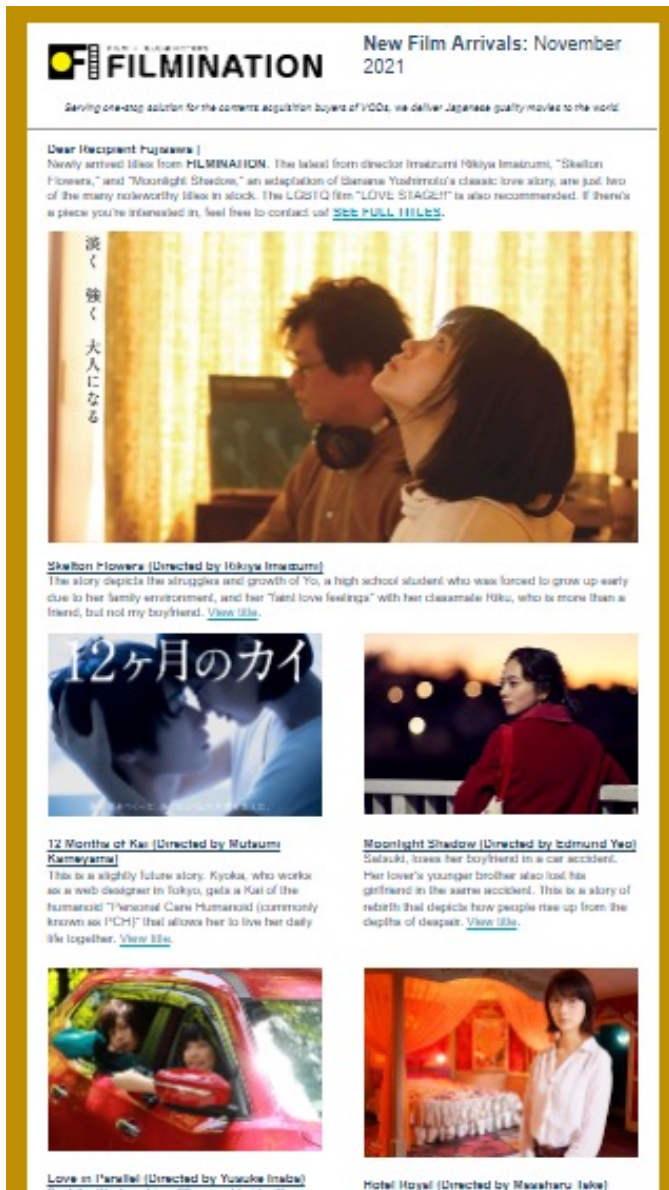 FILMINATION
New Film Arrivals: November
2021
Serving one-stop solution for the contents acquisition buyers of VODs, we deliver Japanese quality movies to the world.
Dear Recipient Fujisawa |
Newly arrived titles from FILMINATION. The latest from director Imaizumi Rikiya Imaizumi, "Skelton
Flowers," and "Moonlight Shadow," an adaptation of Banana Yoshimoto's classic love story, are just two
of the many noteworthy titles in stock. The LGBTQ film "LOVE STAGE!!" is also recommended. If there's
a piece you're interested in, feel free to contact us! SEE FULL TITLES.
淡く 強く 大人になる
Skelton Flowers (Directed by Rikiya Imaizumi)
The story depicts the struggles and growth of Yo, a high school student who was forced to grow up early
due to her family environment, and her "faint love feelings" with her classmate Riku, who is more than a
friend, but not my boyfriend. View title.
12ヶ月のカイ
12 Months of Kai (Directed by Mutsumi
Kameyama)
This is a slightly future story. Kyoka, who works
as a web designer in Tokyo, gets a Kai of the
humanoid "Personal Care Humanoid (commonly
known as PCH)" that allows her to live her daily
life together. View title.
Moonlight Shadow (Directed by Edmund Yeo)
Satsuki, loses her boyfriend in a car accident.
Her lover's younger brother also lost his
girlfriend in the same accident. This is a story of
rebirth that depicts how people rise up from the
depths of despair. View title.
Love in Parallel (Directed by Yusuke Inaba)
Hotel Royal (Directed by Masaharu Take)